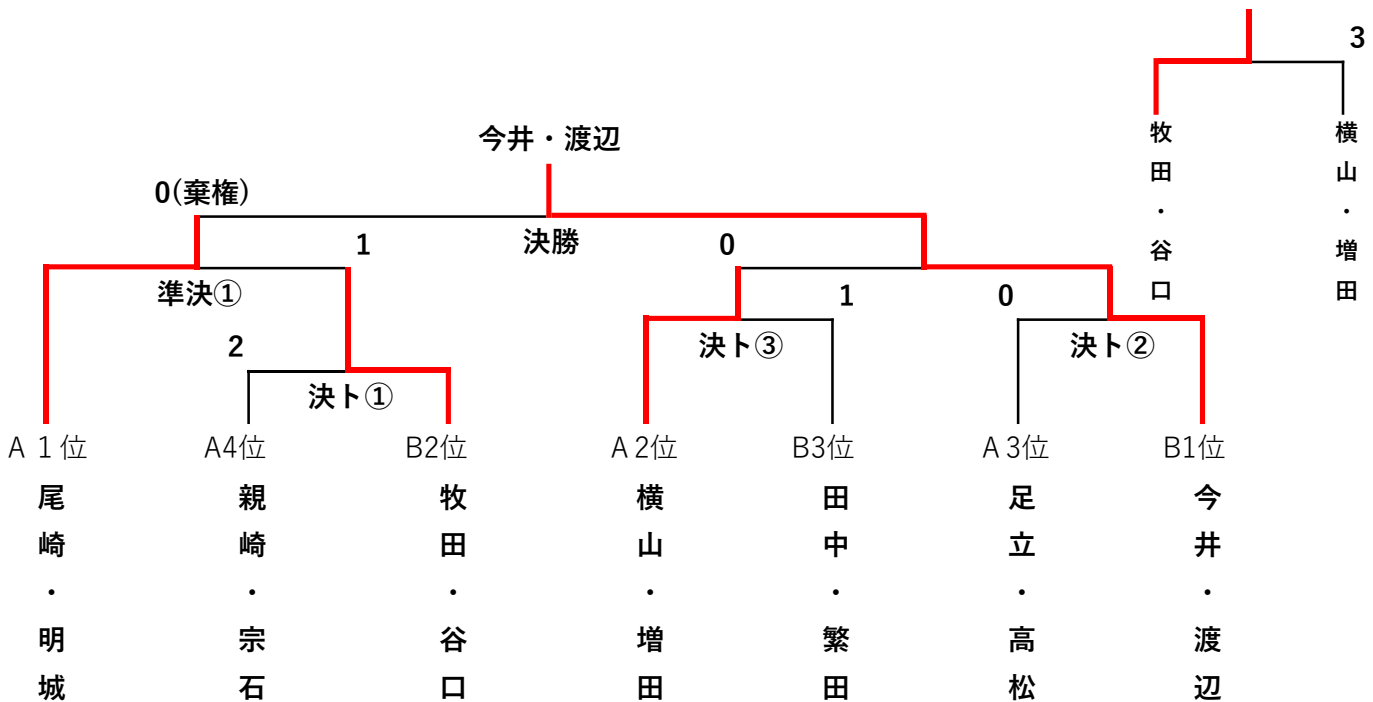 3
牧田・谷口
横山・増田
今井・渡辺
0(棄権)
1
決勝
0
準決①
1
0
2
決ト③
決ト②
決ト①
A１位
A4位
B2位
A2位
B3位
A3位
B1位
尾崎・明城
親崎・宗石
牧田・谷口
横山・増田
田中・繁田
足立・高松
今井・渡辺